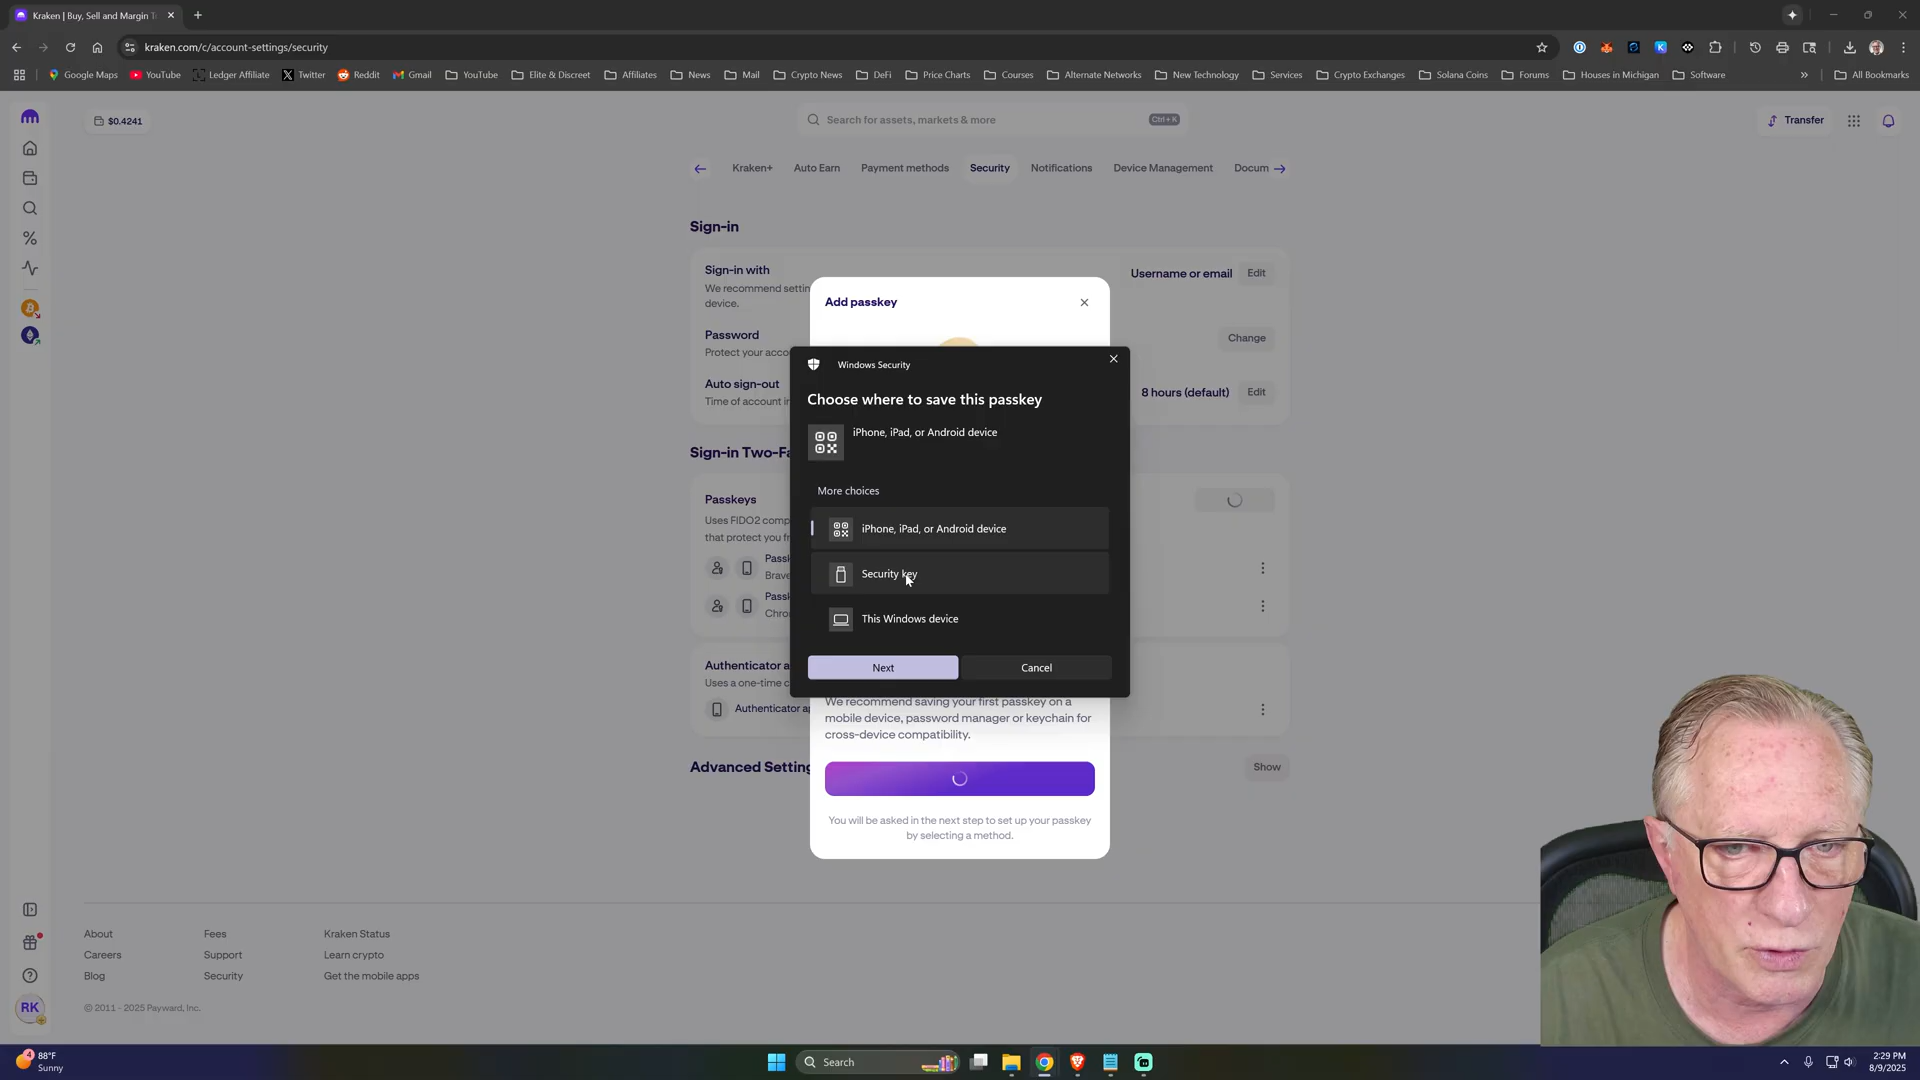 Kraken | Buy, Sell and Margin T
kraken.com/c/account-settings/security
Google Maps
YouTube
Ledger Affiliate
Twitter
Reddit
Gmail
YouTube
Elite & Discreet
Affiliates
News
Mail
Crypto News
DeFi
Price Charts
Courses
Alternate Networks
New Technology
Services
Crypto Exchanges
Solana Coins
Forums
Houses in Michigan
Software
»
All Bookmarks
$0.4241
Search for assets, markets & more
Ctrl + K
Transfer
Kraken+
Auto Earn
Payment methods
Security
Notifications
Device Management
Docum
Sign-in
Sign-in with
We recommend settin
device.
Username or email
Edit
Password
Protect your acco
Change
Auto sign-out
Time of account in
8 hours (default)
Edit
Sign-in Two-Fa
Passkeys
Uses FIDO2 comp
that protect you fr
Passk
Brave
Passk
Chro
Authenticator a
Uses a one-time c
Authenticator ap
Advanced Setting
Show
Add passkey
Windows Security
Choose where to save this passkey
iPhone, iPad, or Android device
More choices
iPhone, iPad, or Android device
Security key
This Windows device
Next
Cancel
We recommend saving your first passkey on a
mobile device, password manager or keychain for
cross-device compatibility.
You will be asked in the next step to set up your passkey
by selecting a method.
About
Fees
Kraken Status
Careers
Support
Learn crypto
Blog
Security
Get the mobile apps
© 2011 - 2025 Payward, Inc.
RK
4
88°F
Sunny
Search
2:29 PM
8/9/2025